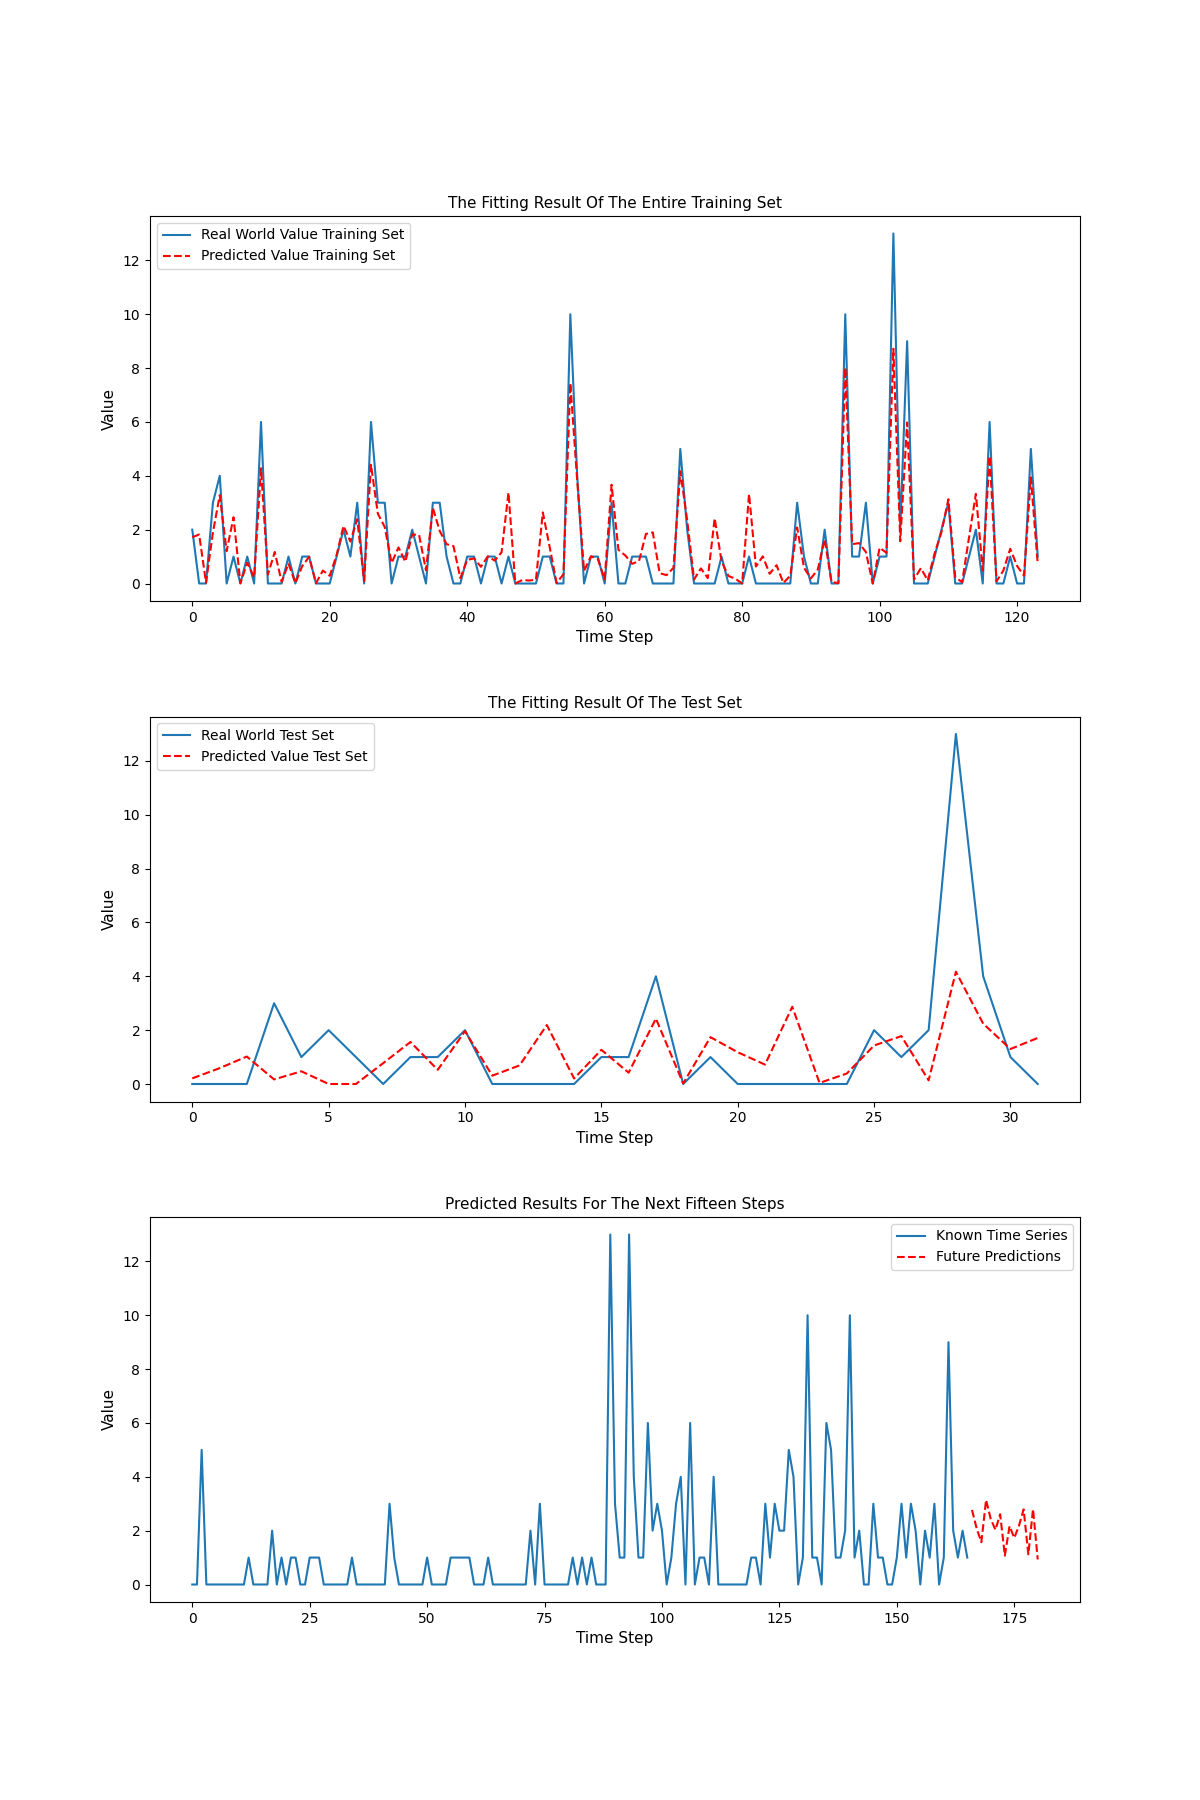 The Fitting Result Of The Entire Training Set
Real World Value Training Set
Predicted Value Training Set
12
10
8
6
4
2
0
Value
0 20 40 60 80 100 120
Time Step
The Fitting Result Of The Test Set
Real World Test Set
Predicted Value Test Set
12
10
8
6
4
2
0
Value
0 5 10 15 20 25 30
Time Step
Predicted Results For The Next Fifteen Steps
Known Time Series
Future Predictions
12
10
8
6
4
2
0
Value
0 25 50 75 100 125 150 175
Time Step